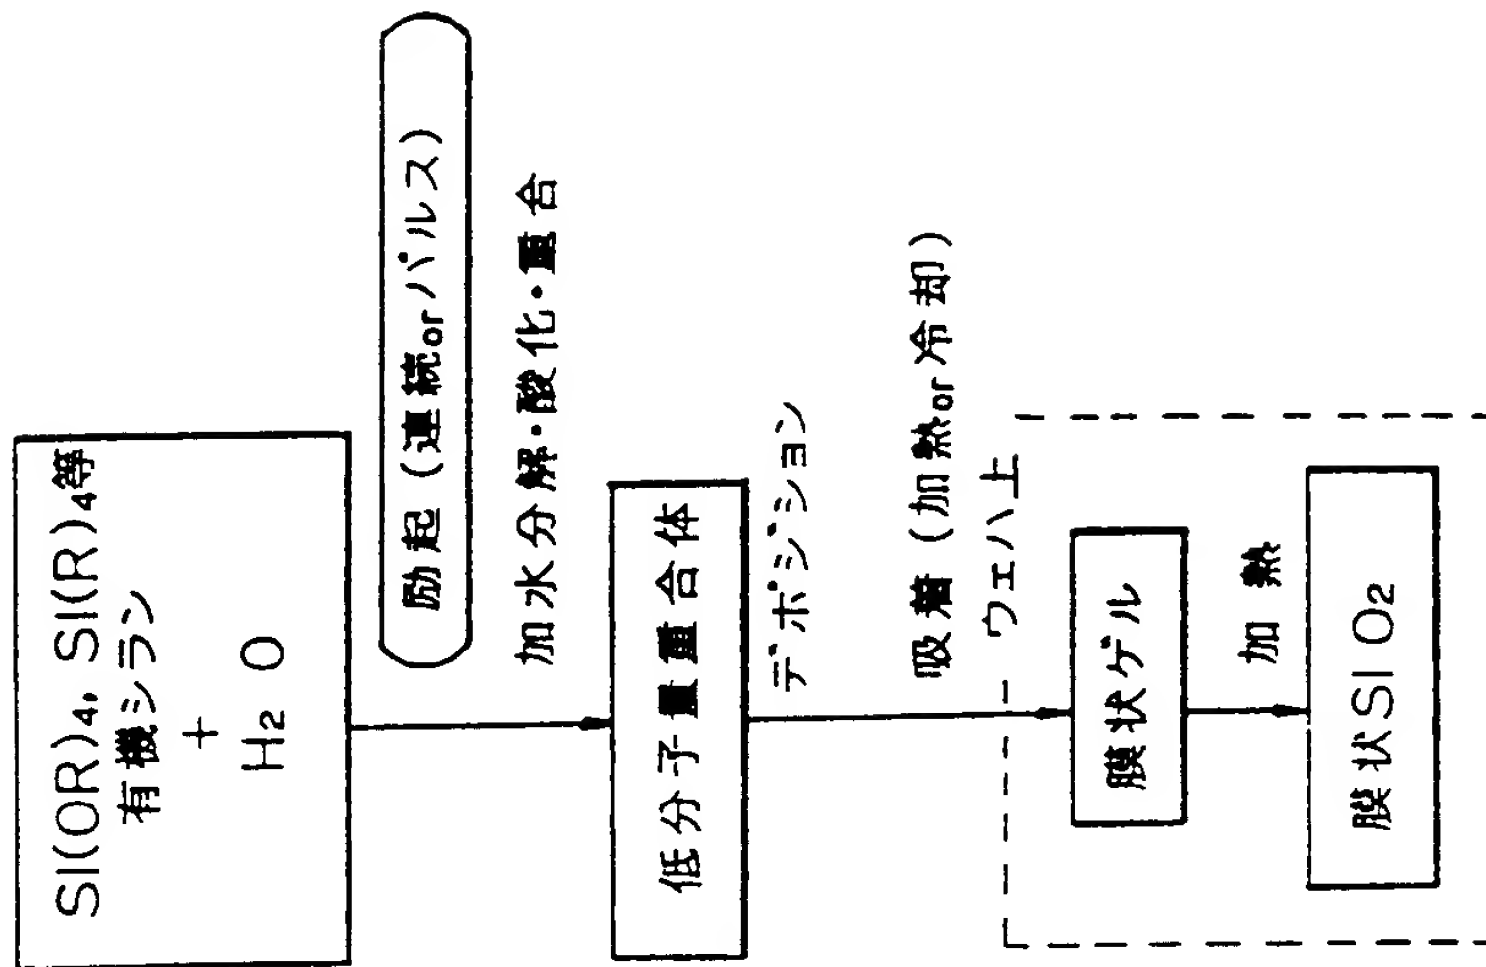 SI(OR)₄, SI(R)₄等
有機シラン
+
H₂O
励起(連続orパルス)
加水分解・酸化・重合
低分子量重合体
デポジション
吸着(加熱or冷却)
ウェハ上
膜状ゲル
加熱
膜状SIO₂